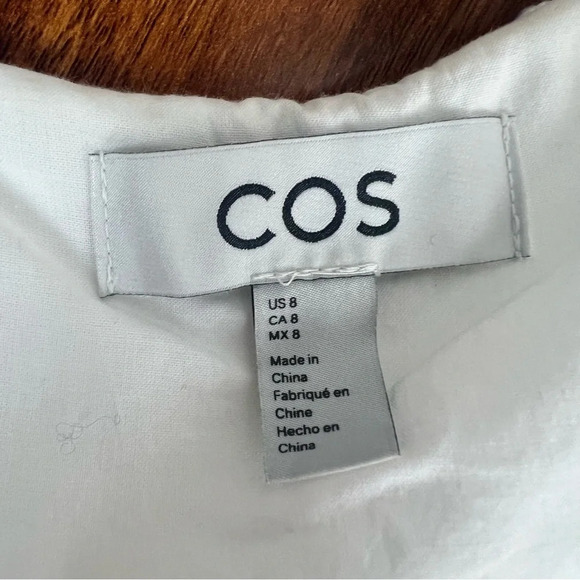 COS
US 8
CA 8
MX 8
Made in
China
Fabriqué en
Chine
Hecho en
China